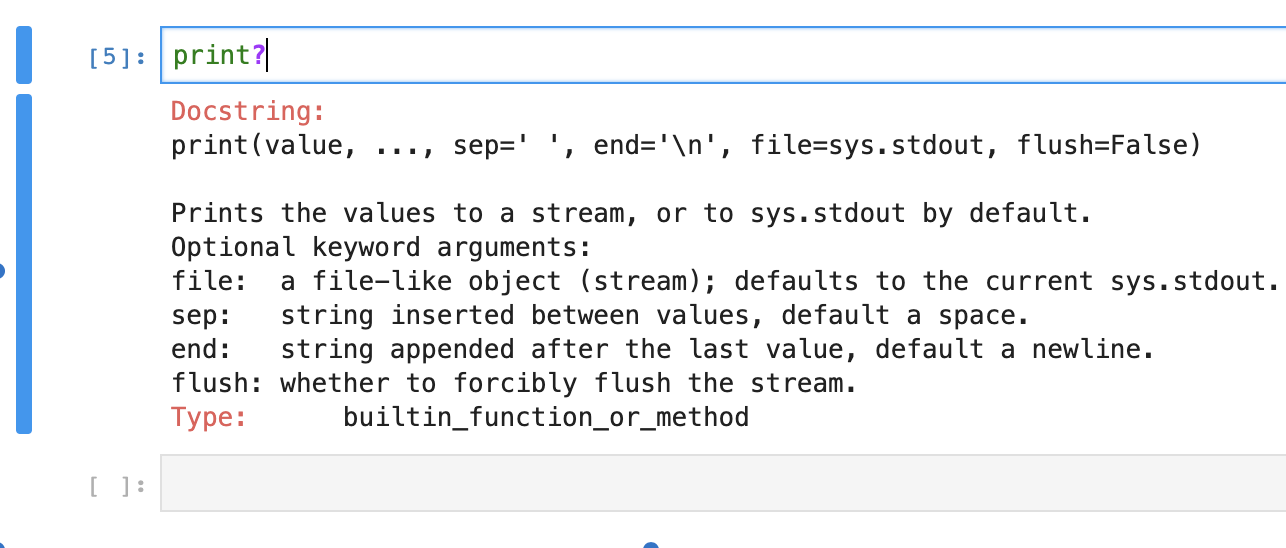 [5]: print?
Docstring:
print(value, ..., sep=' ', end='\n', file=sys.stdout, flush=False)
Prints the values to a stream, or to sys.stdout by default.
Optional keyword arguments:
file:  a file-like object (stream); defaults to the current sys.stdout.
sep:   string inserted between values, default a space.
end:   string appended after the last value, default a newline.
flush: whether to forcibly flush the stream.
Type:      builtin_function_or_method
[ ]: